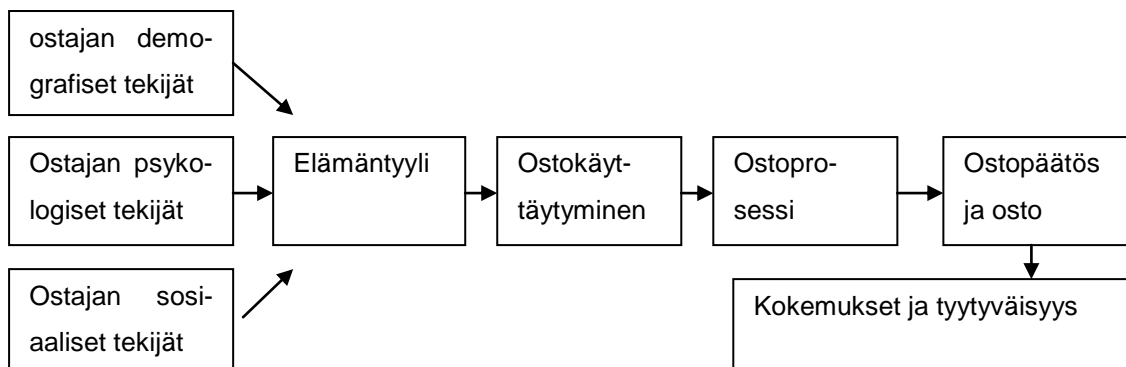 ostajan demo-
grafiset tekijät
Ostajan psyko-
logiset tekijät
Ostajan sosi-
aaliset tekijät
Elämäntyyli
Ostokäyt-
täytyminen
Ostopro-
sessi
Ostopäätös
ja osto
Kokemukset ja tyytyväisyys